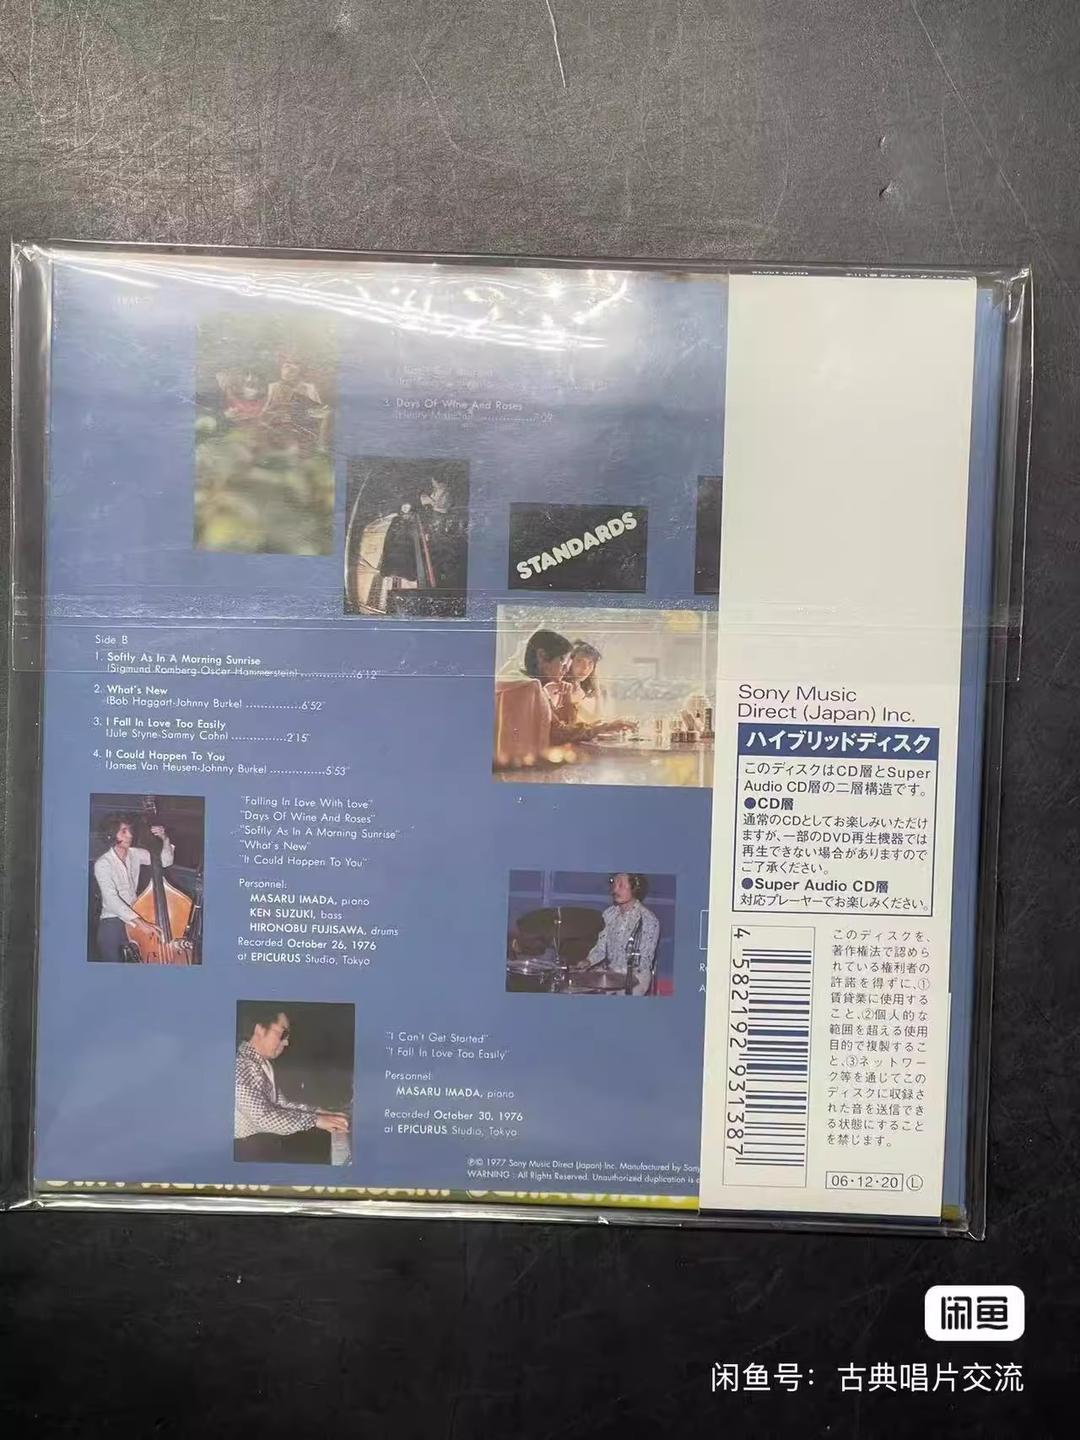 3. Days Of Wine And Roses
STANDARDS
Side B
1. Softly As In A Morning Sunrise
(Sigmund Romberg-Oscar Hammerstein) ..............6'12"
2. What's New
(Bob Haggart-Johnny Burke) ..............6'52"
3. I Fall In Love Too Easily
(Jule Styne-Sammy Cahn) ..............2'15"
4. It Could Happen To You
(James Van Heusen-Johnny Burke) ..............5'53"
"Falling In Love With Love"
"Days Of Wine And Roses"
"Softly As In A Morning Sunrise"
"What's New"
"It Could Happen To You"
Personnel:
MASARU IMADA, piano
KEN SUZUKI, bass
HIRONOBU FUJISAWA, drums
Recorded October 26, 1976
at EPICURUS Studio, Tokyo
"I Can't Get Started"
"I Fall In Love Too Easily"
Personnel:
MASARU IMADA, piano
Recorded October 30, 1976
at EPICURUS Studio, Tokyo
℗© 1977 Sony Music Direct (Japan) Inc. Manufactured by Sony
WARNING : All Rights Reserved. Unauthorized duplication is a
Sony Music
Direct (Japan) Inc.
ハイブリッドディスク
このディスクはCD層とSuper
Audio CD層の二層構造です。
●CD層
通常のCDとしてお楽しみいただけ
ますが、一部のDVD再生機器では
再生できない場合がありますので
ご了承ください。
●Super Audio CD層
対応プレーヤーでお楽しみください。
4 582192 931387
このディスクを、
著作権法で認めら
れている権利者の
許諾を得ずに、①
賃貸業に使用する
こと、②個人的な
範囲を超える使用
目的で複製するこ
と、③ネットワー
ク等を通じてこの
ディスクに収録さ
れた音を送信でき
る状態にすること
を禁じます。
06・12・20 Ⓛ
闲鱼
闲鱼号：古典唱片交流